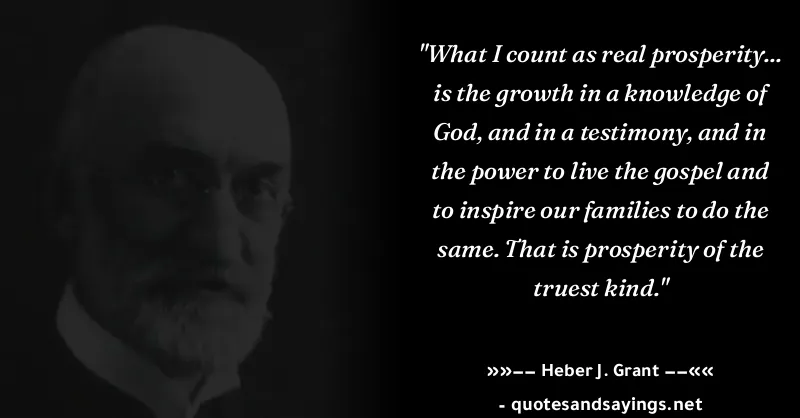 "What I count as real prosperity...
is the growth in a knowledge of
God, and in a testimony, and in
the power to live the gospel and
to inspire our families to do the
same. That is prosperity of the
truest kind."
»»−− Heber J. Grant −−««
- quotesandsayings.net